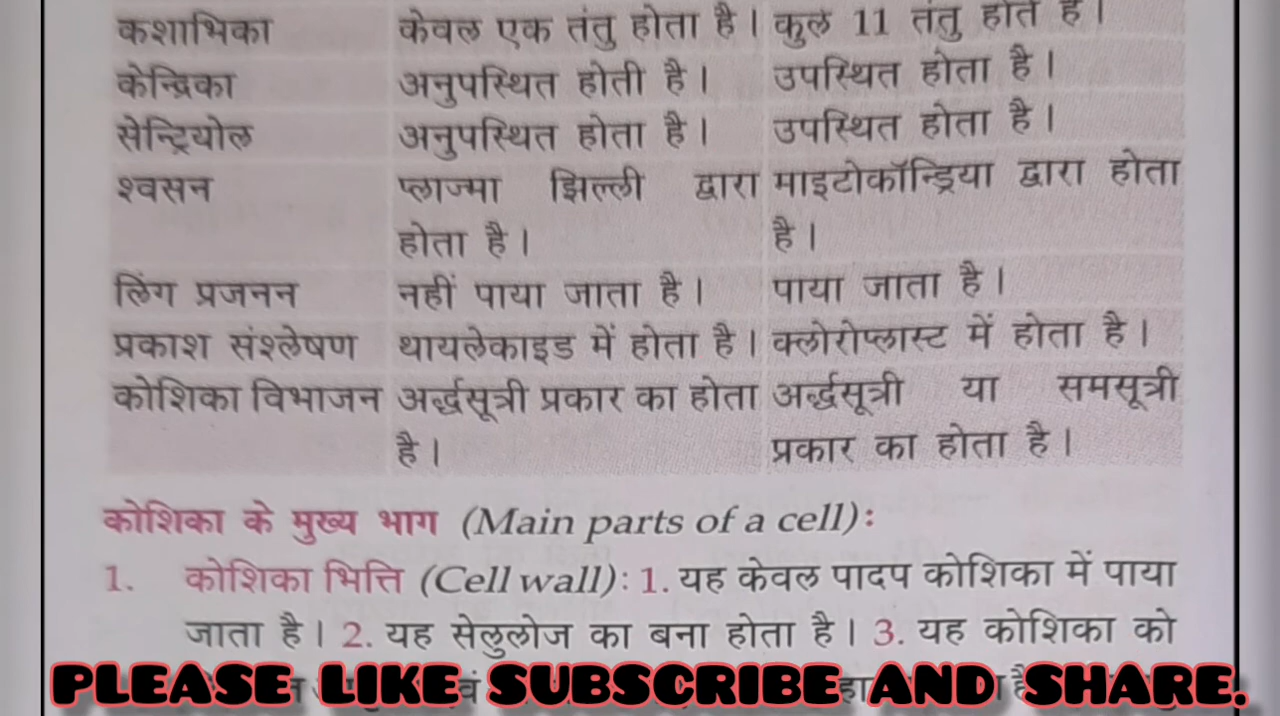 कशाभिका केवल एक तंतु होता है। कुल 11 तंतु होते हैं।
केन्द्रिका अनुपस्थित होती है। उपस्थित होता है।
सेन्ट्रियोल अनुपस्थित होता है। उपस्थित होता है।
श्वसन प्लाज्मा झिल्ली द्वारा माइटोकॉन्ड्रिया द्वारा होता
होता है। है।
लिंग प्रजनन नहीं पाया जाता है। पाया जाता है।
प्रकाश संश्लेषण थायलेकाइड में होता है। क्लोरोप्लास्ट में होता है।
कोशिका विभाजन अर्द्धसूत्री प्रकार का होता अर्द्धसूत्री या समसूत्री
है। प्रकार का होता है।
कोशिका के मुख्य भाग (Main parts of a cell):
1. कोशिका भित्ति (Cell wall): 1. यह केवल पादप कोशिका में पाया
जाता है। 2. यह सेलुलोज का बना होता है। 3. यह कोशिका को
PLEASE LIKE SUBSCRIBE AND SHARE.